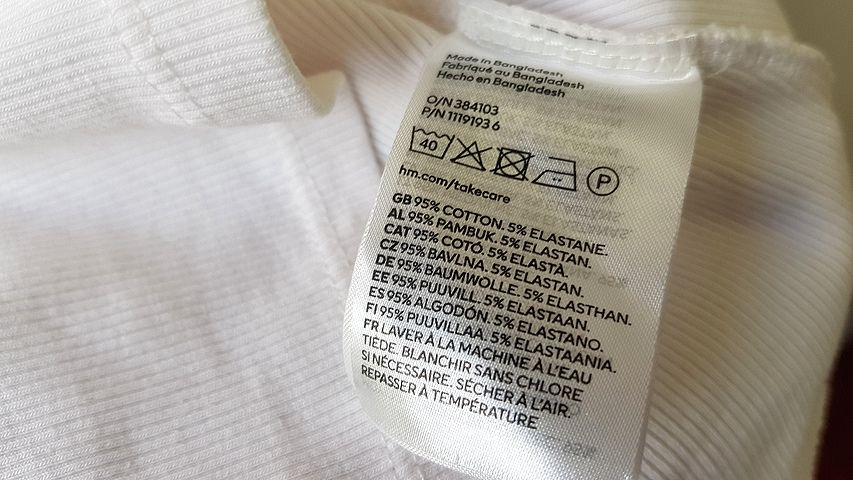 Made in Bangladesh
Fabriqué au Bangladesh
Hecho en Bangladesh
O/N 384103
P/N 1119193 6
40
P
hm.com/takecare
GB 95% COTTON. 5% ELASTANE.
AL 95% PAMBUK. 5% ELASTAN.
CAT 95% COTÓ. 5% ELASTÀ.
CZ 95% BAVLNA. 5% ELASTAN.
DE 95% BAUMWOLLE. 5% ELASTHAN.
EE 95% PUUVILL. 5% ELASTAAN.
ES 95% ALGODÓN. 5% ELASTANO.
FI 95% PUUVILLAA. 5% ELASTAANIA.
FR LAVER À LA MACHINE À L'EAU
TIÈDE. BLANCHIR SANS CHLORE
SI NÉCESSAIRE. SÉCHER À L'AIR.
REPASSER À TEMPÉRATURE